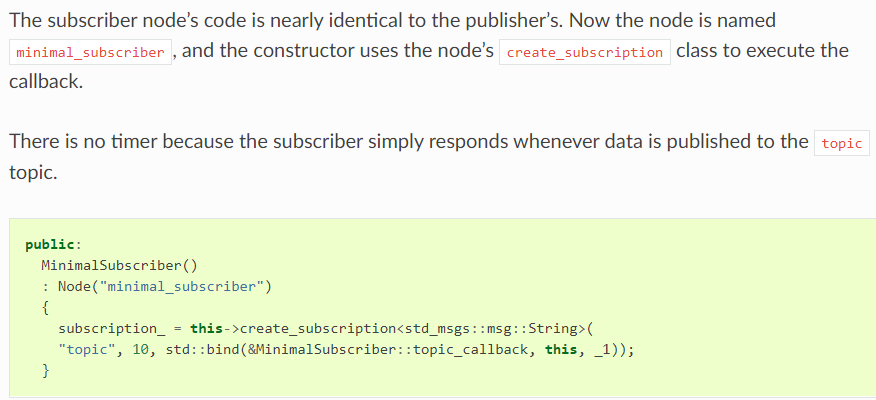 The subscriber node’s code is nearly identical to the publisher’s. Now the node is named
minimal_subscriber, and the constructor uses the node’s create_subscription class to execute the
callback.
There is no timer because the subscriber simply responds whenever data is published to the topic
topic.
public:
  MinimalSubscriber()
  : Node("minimal_subscriber")
  {
    subscription_ = this->create_subscription<std_msgs::msg::String>(
    "topic", 10, std::bind(&MinimalSubscriber::topic_callback, this, _1));
  }